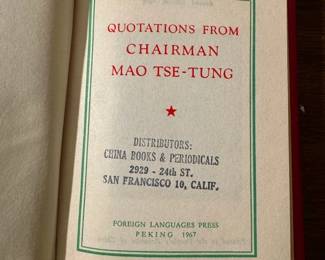 QUOTATIONS FROM
CHAIRMAN
MAO TSE-TUNG
DISTRIBUTORS:
CHINA BOOKS & PERIODICALS
2929 - 24th ST.
SAN FRANCISCO 10, CALIF.
FOREIGN LANGUAGES PRESS
PEKING 1967